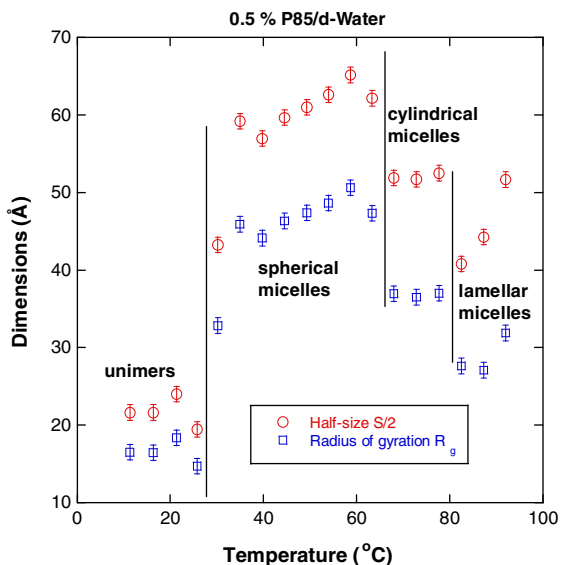 0.5 % P85/d-Water
70
60
50
40
30
20
10
Dimensions (Å)
cylindrical
micelles
spherical
micelles
lamellar
micelles
unimers
Half-size S/2
Radius of gyration R g
0
20
40
60
80
100
Temperature (°C)